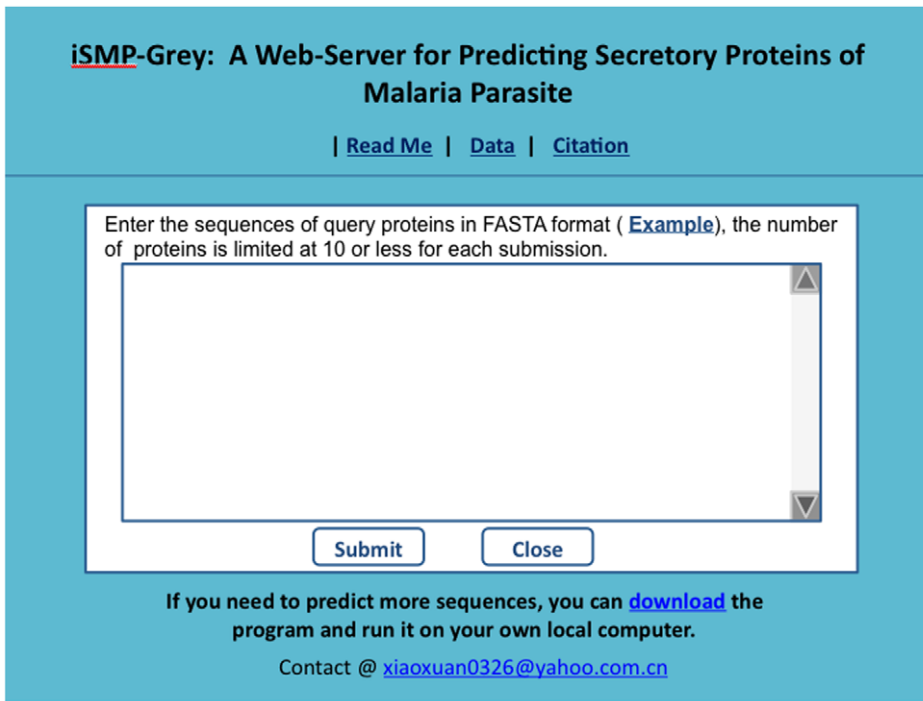 iSMP-Grey: A Web-Server for Predicting Secretory Proteins of
Malaria Parasite
| Read Me | Data | Citation
Enter the sequences of query proteins in FASTA format ( Example), the number
of proteins is limited at 10 or less for each submission.
Submit Close
If you need to predict more sequences, you can download the
program and run it on your own local computer.
Contact @ xiaoxuan0326@yahoo.com.cn